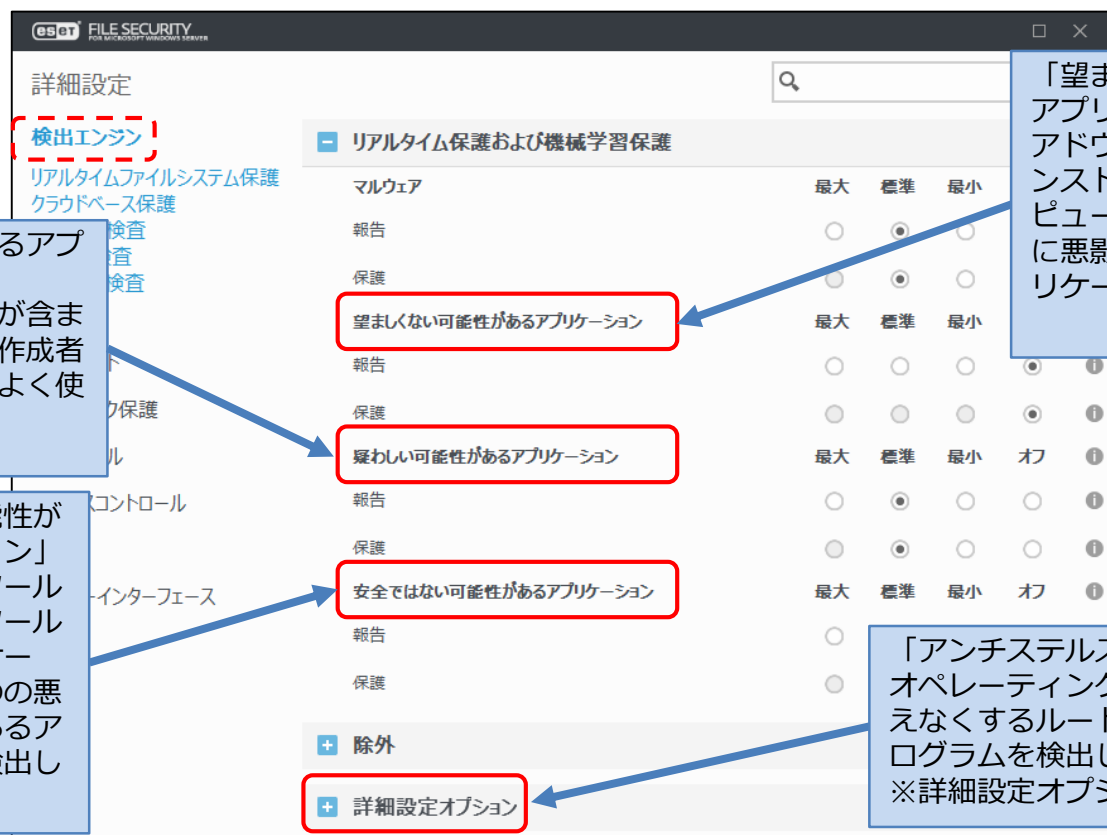 eset FILE SECURITY
FOR MICROSOFT WINDOWS SERVER
詳細設定
検出エンジン
リアルタイムファイルシステム保護
クラウドベース保護
検査
査
検査
ト
ク保護
ル
スコントロール
ーインターフェース
リアルタイム保護および機械学習保護
マルウェア 最大 標準 最小
報告
保護
望ましくない可能性があるアプリケーション 最大 標準 最小
報告
保護
疑わしい可能性があるアプリケーション 最大 標準 最小 オフ
報告
保護
安全ではない可能性があるアプリケーション 最大 標準 最小 オフ
報告
保護
除外
詳細設定オプション
るアプ
が含ま
作成者
よく使
能性が
ン」
ール
ール
ー
のの悪
あるア
検出し
「望ま
アプリ
アドウ
ンスト
ピュー
に悪影
リケー
「アンチステルス
オペレーティング
えなくするルート
ログラムを検出し
※詳細設定オプシ